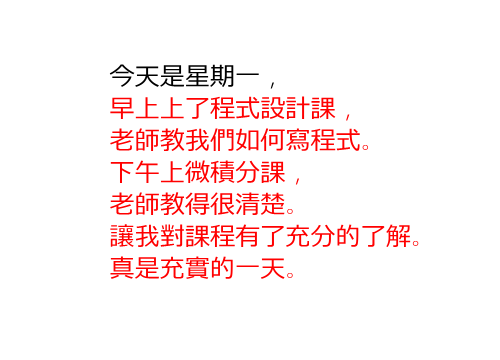 今天是星期一，
早上上了程式設計課，
老師教我們如何寫程式。
下午上微積分課，
老師教得很清楚。
讓我對課程有了充分的了解。
真是充實的一天。